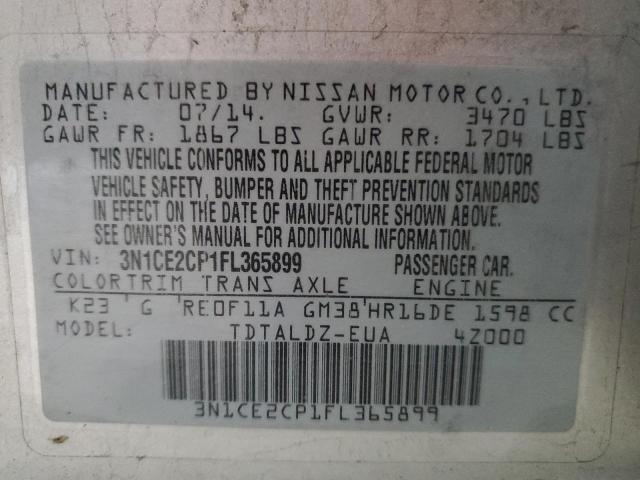 MANUFACTURED BY NISSAN MOTOR CO., LTD.
DATE: 07/14. GVWR: 3470 LBS
GAWR FR: 1867 LBS GAWR RR: 1704 LBS
THIS VEHICLE CONFORMS TO ALL APPLICABLE FEDERAL MOTOR
VEHICLE SAFETY, BUMPER AND THEFT PREVENTION STANDARDS
IN EFFECT ON THE DATE OF MANUFACTURE SHOWN ABOVE.
SEE OWNER'S MANUAL FOR ADDITIONAL INFORMATION.
VIN: 3N1CE2CP1FL365899 PASSENGER CAR.
COLORTRIM TRANS AXLE ENGINE
K23 G RE0F11A GM38 HR16DE 1598 CC
MODEL: TDTALDZ-EUA 4Z000
3N1CE2CP1FL365899